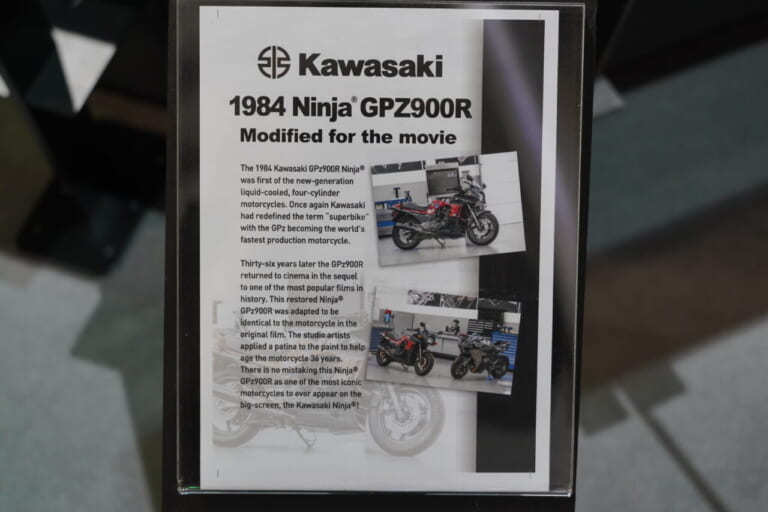 Kawasaki
1984 Ninja® GPZ900R
Modified for the movie
The 1984 Kawasaki GPz900R Ninja®
was first of the new-generation
liquid-cooled, four-cylinder
motorcycles. Once again Kawasaki
had redefined the term "superbike"
with the GPz becoming the world's
fastest production motorcycle.
Thirty-six years later the GPz900R
returned to cinema in the sequel
to one of the most popular films in
history. This restored Ninja®
GPz900R was adapted to be
identical to the motorcycle in the
original film. The studio artists
applied a patina to the paint to help
age the motorcycle 36 years.
There is no mistaking this Ninja®
GPz900R as one of the most iconic
motorcycles to ever appear on the
big-screen, the Kawasaki Ninja®!